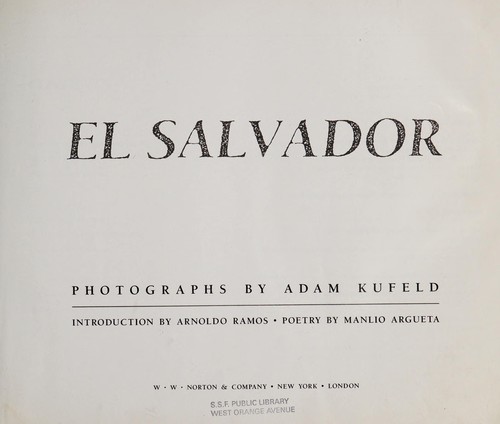 EL SALVADOR
PHOTOGRAPHS BY ADAM KUFELD
INTRODUCTION BY ARNOLDO RAMOS • POETRY BY MANLIO ARGUETA
W • W • NORTON & COMPANY • NEW YORK • LONDON
S.S.F. PUBLIC LIBRARY
WEST ORANGE AVENUE